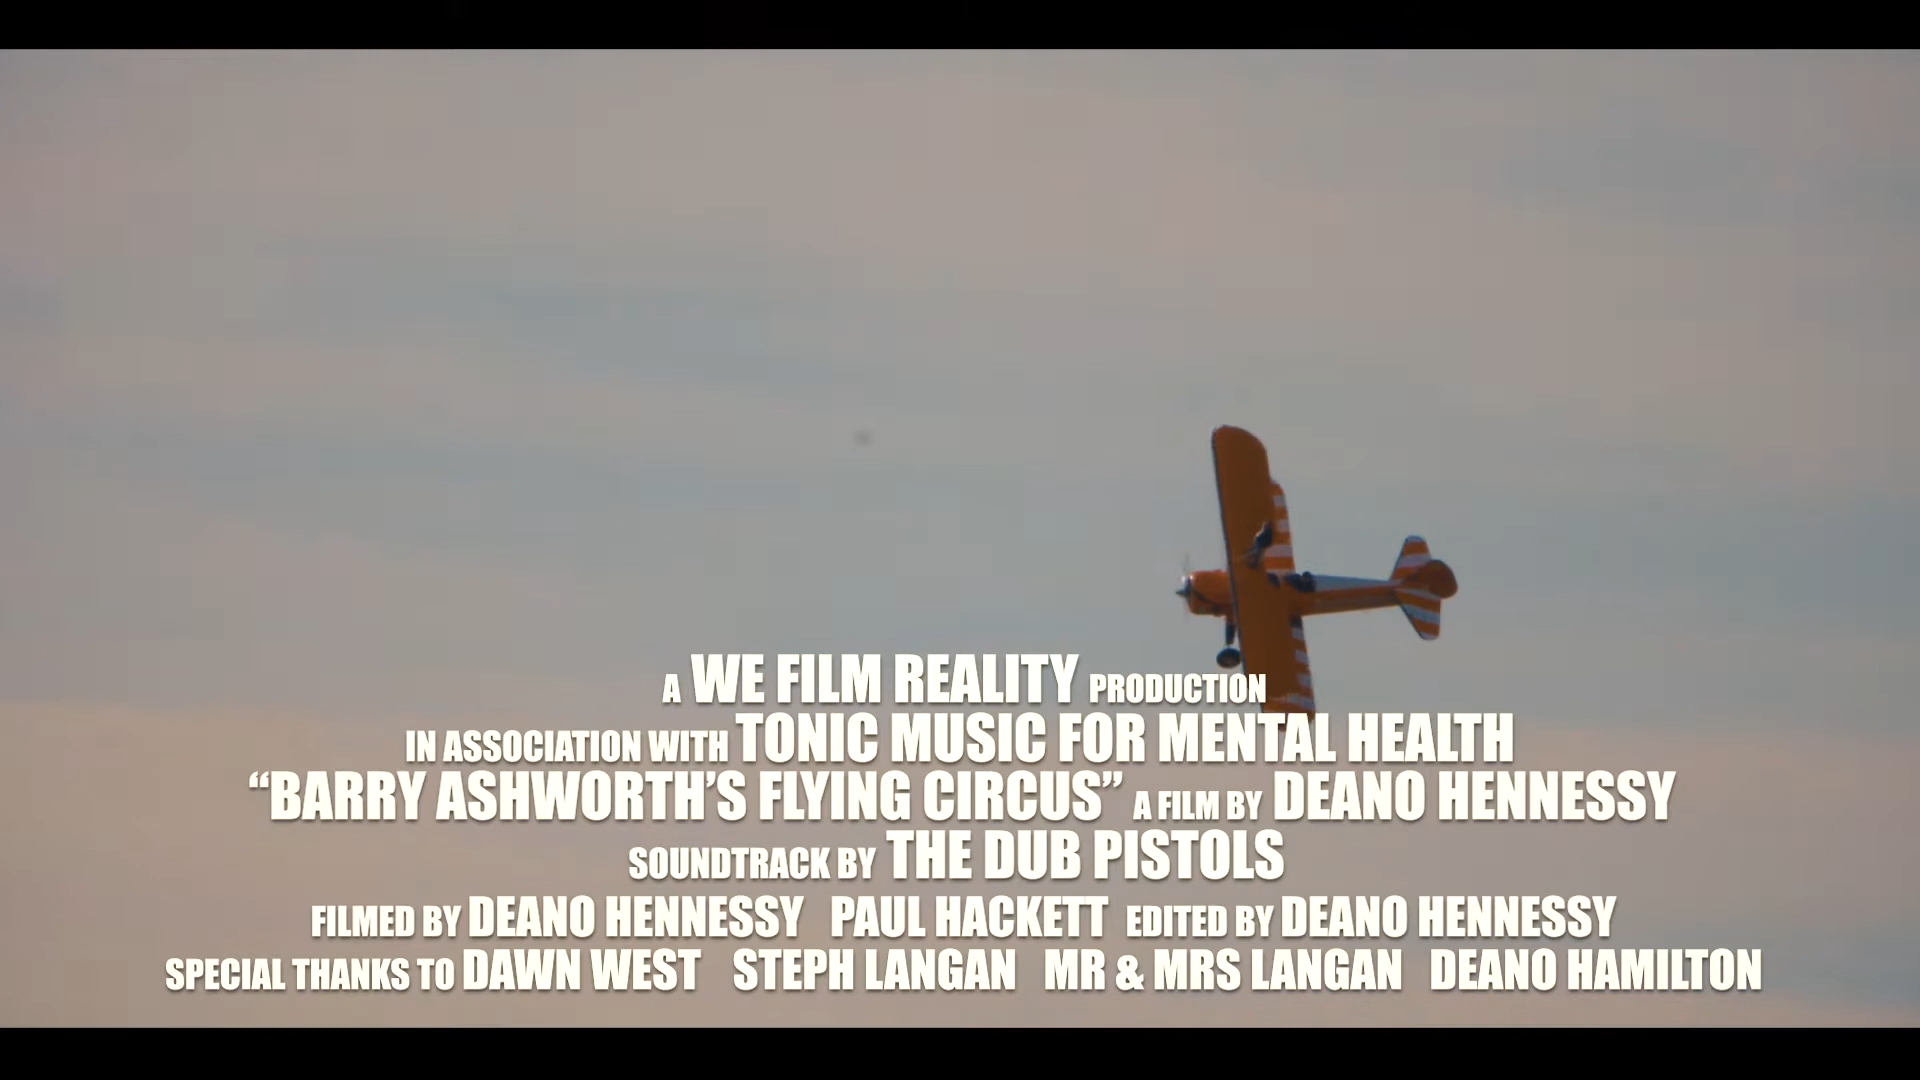 A WE FILM REALITY PRODUCTION
IN ASSOCIATION WITH TONIC MUSIC FOR MENTAL HEALTH
“BARRY ASHWORTH’S FLYING CIRCUS” A FILM BY DEANO HENNESSY
SOUNDTRACK BY THE DUB PISTOLS
FILMED BY DEANO HENNESSY PAUL HACKETT EDITED BY DEANO HENNESSY
SPECIAL THANKS TO DAWN WEST STEPH LANGAN MR & MRS LANGAN DEANO HAMILTON